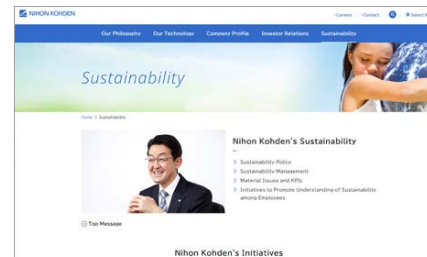 NIHON KOHDEN
Careers
Contact
Select R
Our Philosophy
Our Technology
Company Profile
Investor Relations
Sustainability
Sustainability
Home > Sustainability
Nihon Kohden's Sustainability
> Sustainability Policy
> Sustainability Management
> Material Issues and KPIs
> Initiatives to Promote Understanding of Sustainability
among Employees
Top Message
Nihon Kohden's Initiatives